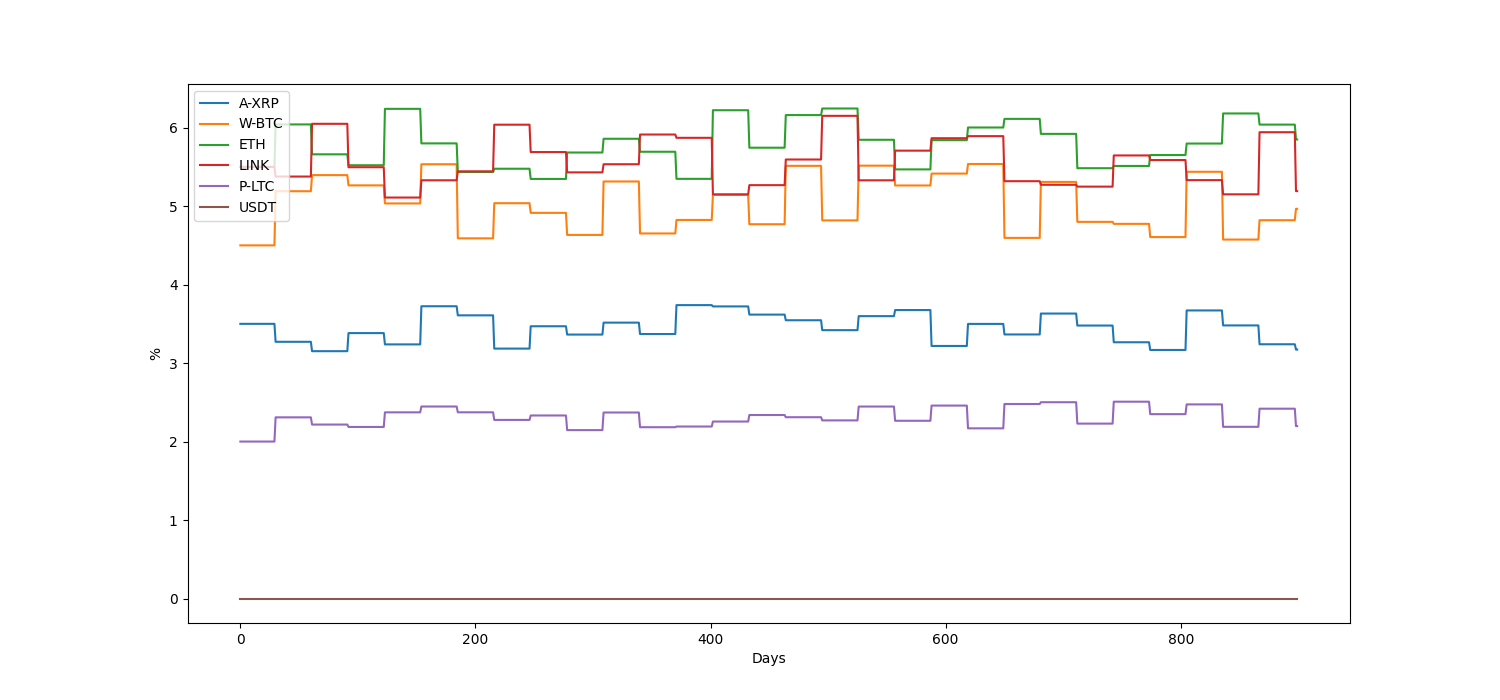 A-XRP
W-BTC
ETH
LINK
P-LTC
USDT
6
5
4
3
2
1
0
%
0 200 400 600 800
Days